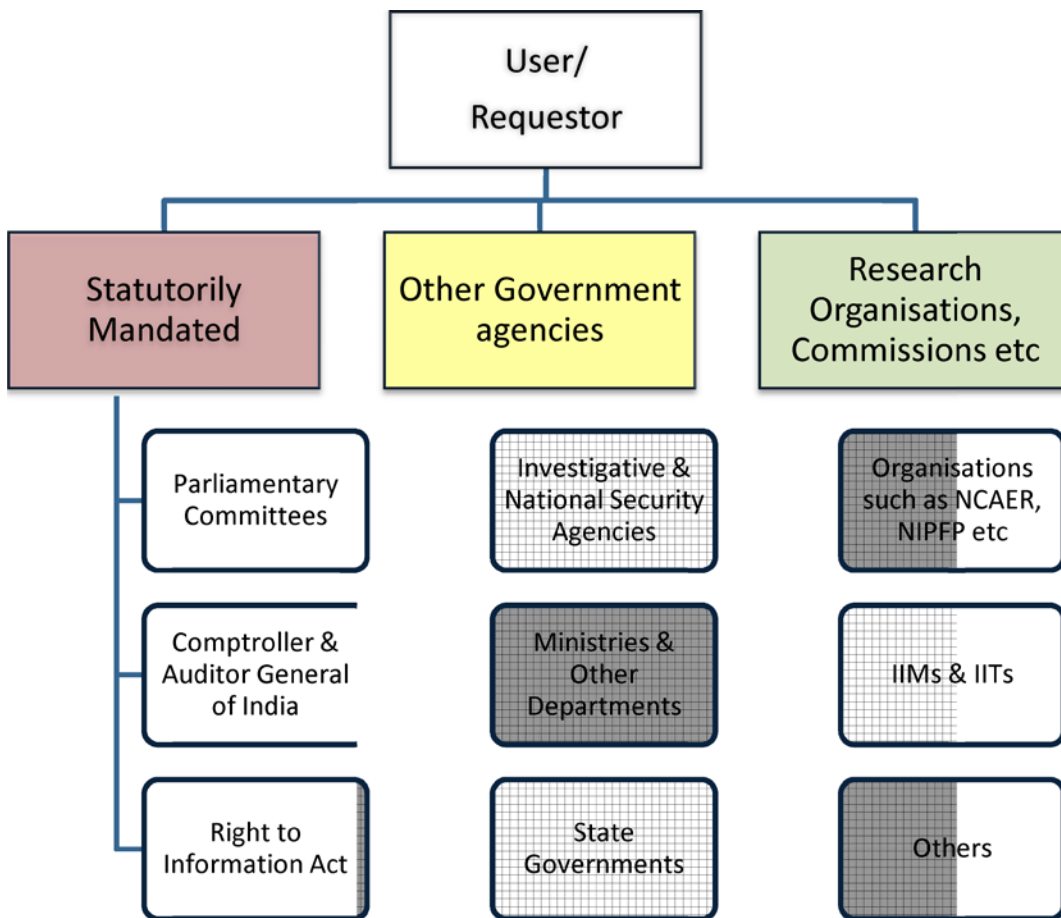 User/
Requestor
Statutorily
Mandated
Other Government
agencies
Research
Organisations,
Commissions etc
Parliamentary
Committees
Investigative &
National Security
Agencies
Organisations
such as NCAER,
NIPFP etc
Comptroller &
Auditor General
of India
Ministries &
Other
Departments
IIMs & IITs
Right to
Information Act
State
Governments
Others